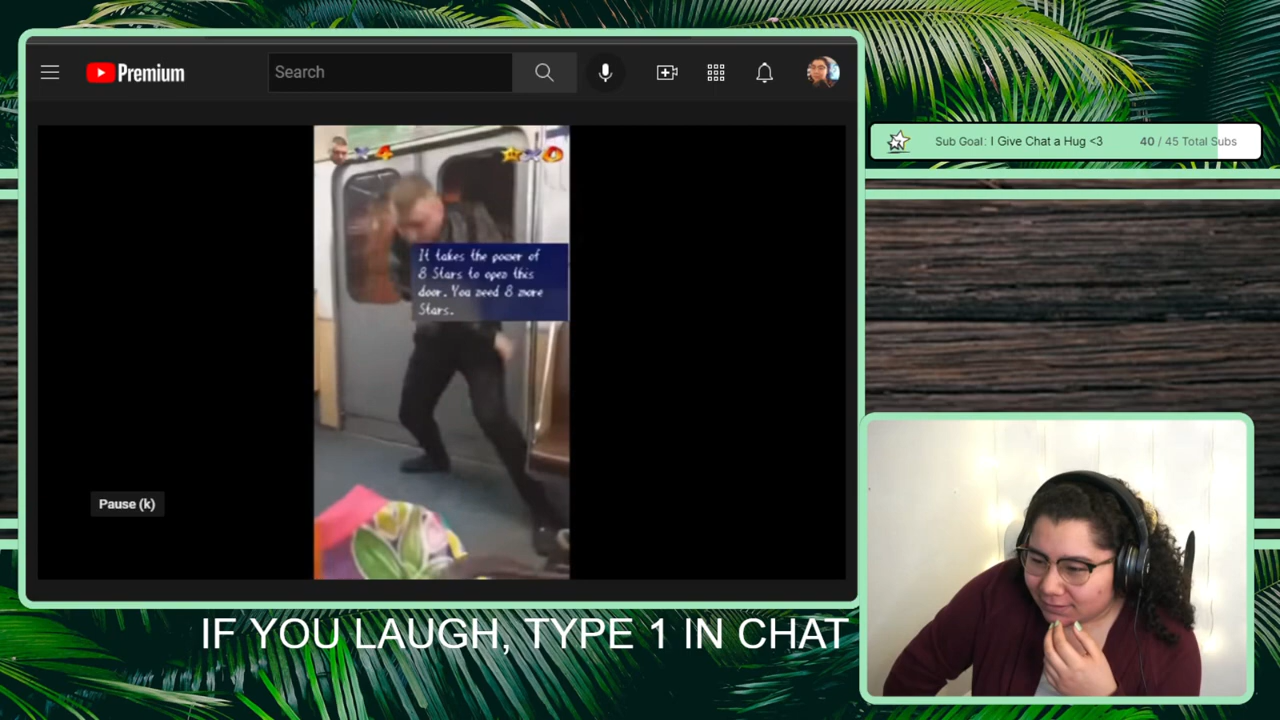 Premium
Search
Sub Goal: I Give Chat a Hug <3
40 / 45 Total Subs
It takes the power of
8 Stars to open this
door. You need 8 more
Stars.
Pause (k)
IF YOU LAUGH, TYPE 1 IN CHAT